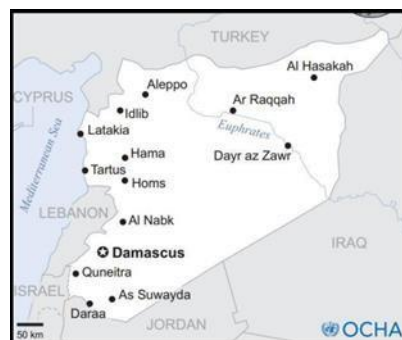 TURKEY
Al Hasakah
Aleppo
CYPRUS
Idlib
Ar Raqqah
Euphrates
Latakia
Mediterranean Sea
Hama
Dayr az Zawr
Tartus
Homs
LEBANON
Al Nabk
Damascus
IRAQ
Quneitra
ISRAEL
As Suwayda
Daraa
JORDAN
50 km
OCHA